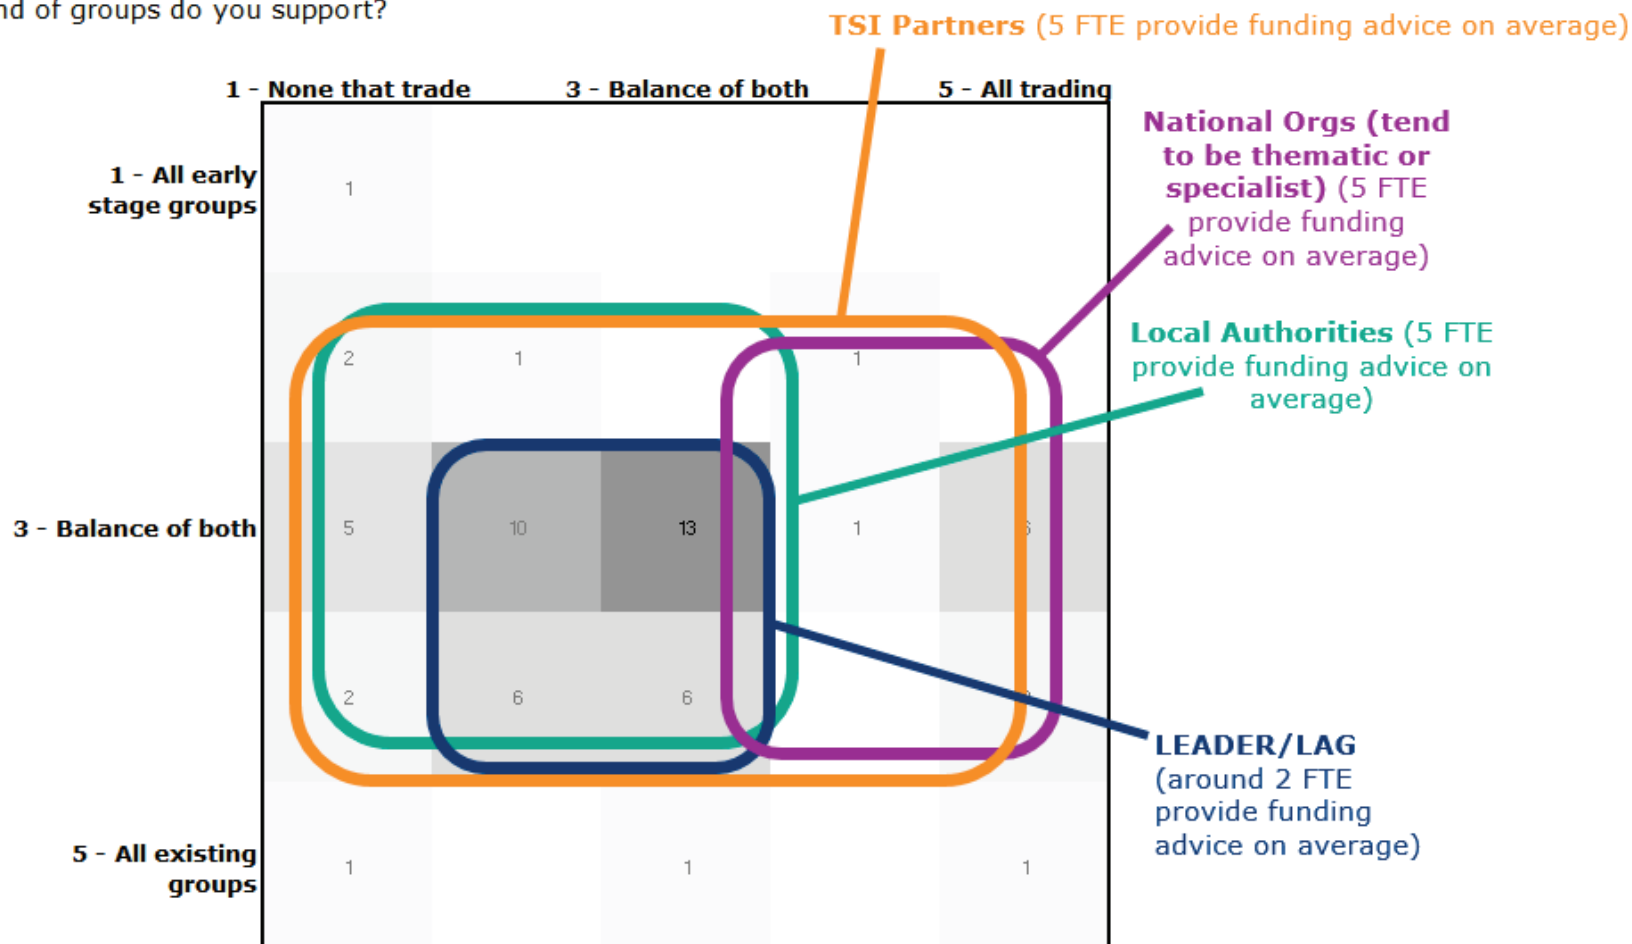 nd of groups do you support?
TSI Partners (5 FTE provide funding advice on average)
1 - None that trade
3 - Balance of both
5 - All trading
National Orgs (tend
to be thematic or
specialist) (5 FTE
provide funding
advice on average)
1 - All early
stage groups
1
Local Authorities (5 FTE
provide funding advice on
average)
2
1
1
3 - Balance of both
5
10
13
1
2
6
6
LEADER/LAG
(around 2 FTE
provide funding
advice on average)
5 - All existing
groups
1
1
1